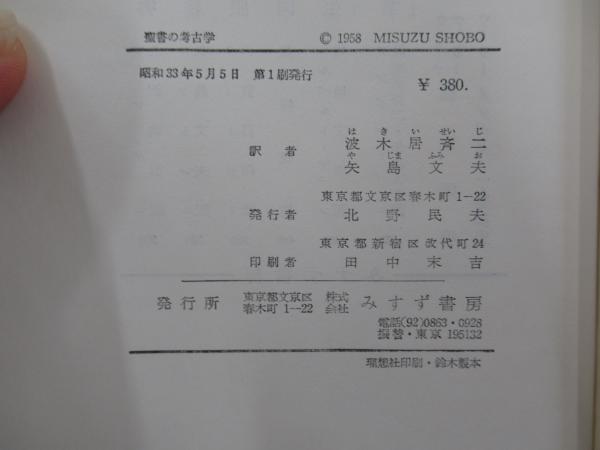 聖書の考古学 © 1958 MISUZU SHOBO
昭和33年5月5日 第1刷発行
¥ 380.
は き い せい じ
訳者 波木居斉二
や じま ふみ お
矢島文夫
東京都文京区春木町1-22
発行者 北野民夫
東京都新宿区改代町24
印刷者 田中末吉
発行所 東京都文京区春木町1-22 株式会社 みすず書房
電話(92)0863・0928
振替・東京 195132
理想社印刷・鈴木製本